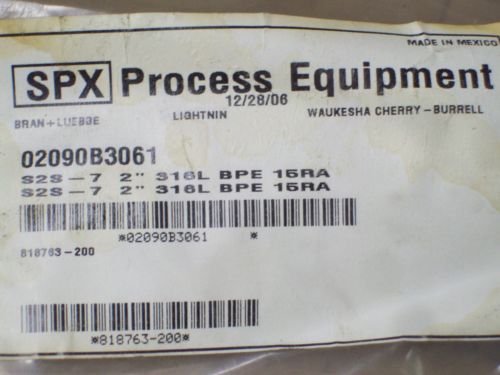 MADE IN MEXICO
SPX Process Equipment
12/28/06
BRAN+LUEBBE LIGHTNIN WAUKESHA CHERRY-BURRELL
02090B3061
S2S-7 2" 316L BPE 15RA
S2S-7 2" 316L BPE 15RA
*02090B3061 *
818763-200
*818763-200*